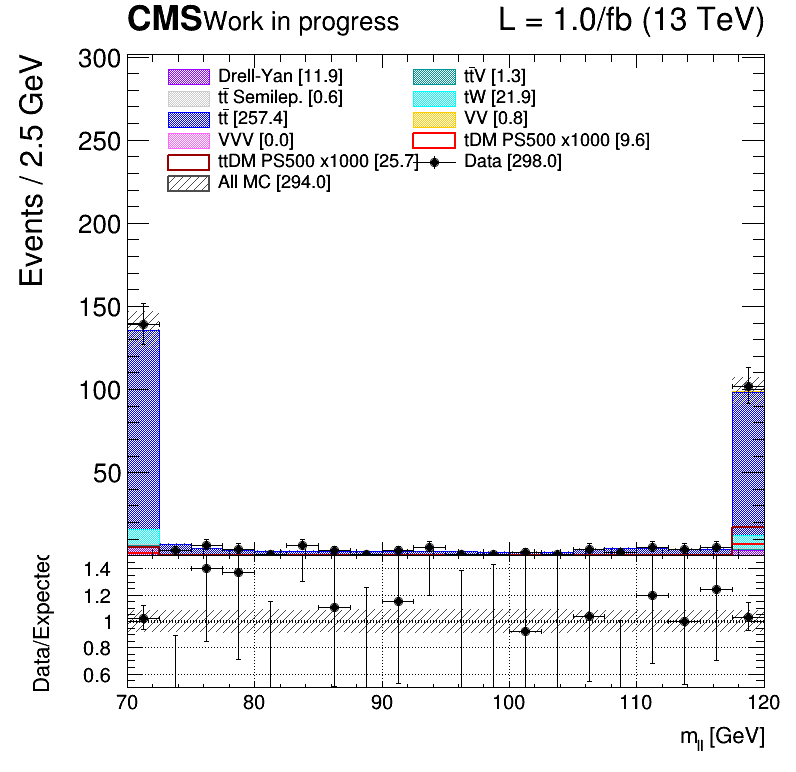 CMS Work in progress L = 1.0/fb (13 TeV)
Events / 2.5 GeV
300
250
200
150
100
50
Drell-Yan [11.9]
tt̄ Semilep. [0.6]
tt̄ [257.4]
VVV [0.0]
ttDM PS500 x1000 [25.7]
All MC [294.0]
tt̄V [1.3]
tW [21.9]
VV [0.8]
tDM PS500 x1000 [9.6]
Data [298.0]
Data/Expected
1.4
1.2
1
0.8
0.6
70 80 90 100 110 120
m_ll [GeV]